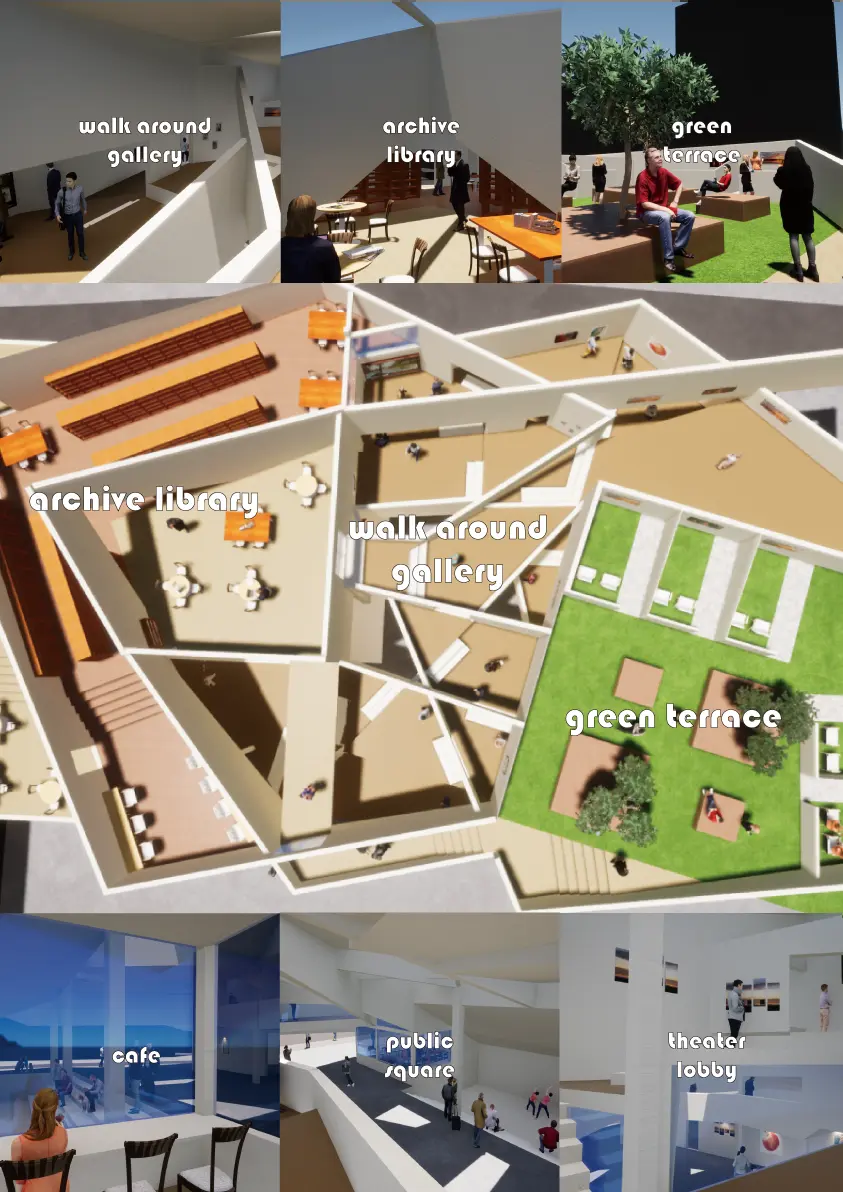 walk around
gallery
archive
library
green
terrace
archive library
walk around
gallery
green terrace
cafe
public
square
theater
lobby